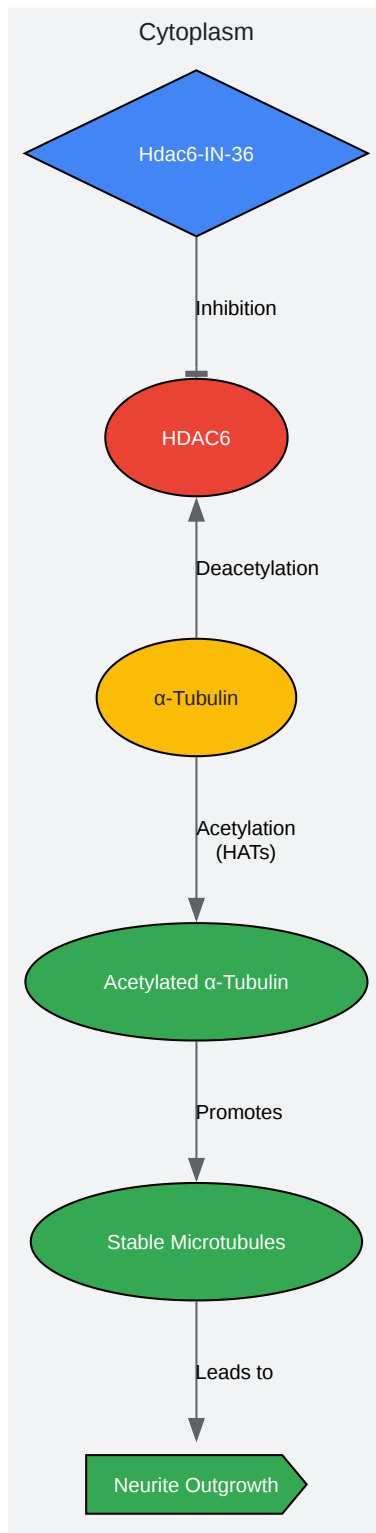 Cytoplasm
Hdac6-IN-36
Inhibition
HDAC6
Deacetylation
α-Tubulin
Acetylation
(HATs)
Acetylated α-Tubulin
Promotes
Stable Microtubules
Leads to
Neurite Outgrowth